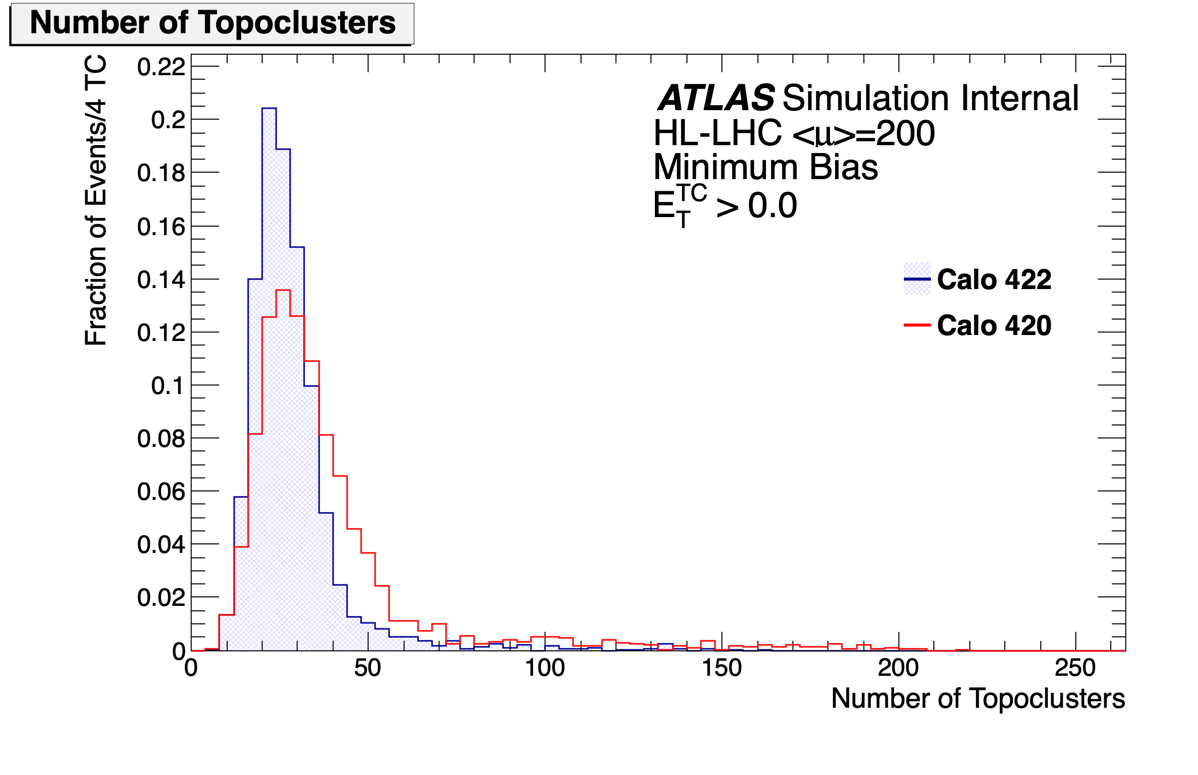 Number of Topoclusters
Fraction of Events/4 TC
0.22
0.2
0.18
0.16
0.14
0.12
0.1
0.08
0.06
0.04
0.02
0
ATLAS Simulation Internal
HL-LHC <μ>=200
Minimum Bias
E_T^TC > 0.0
Calo 422
Calo 420
0 50 100 150 200 250
Number of Topoclusters